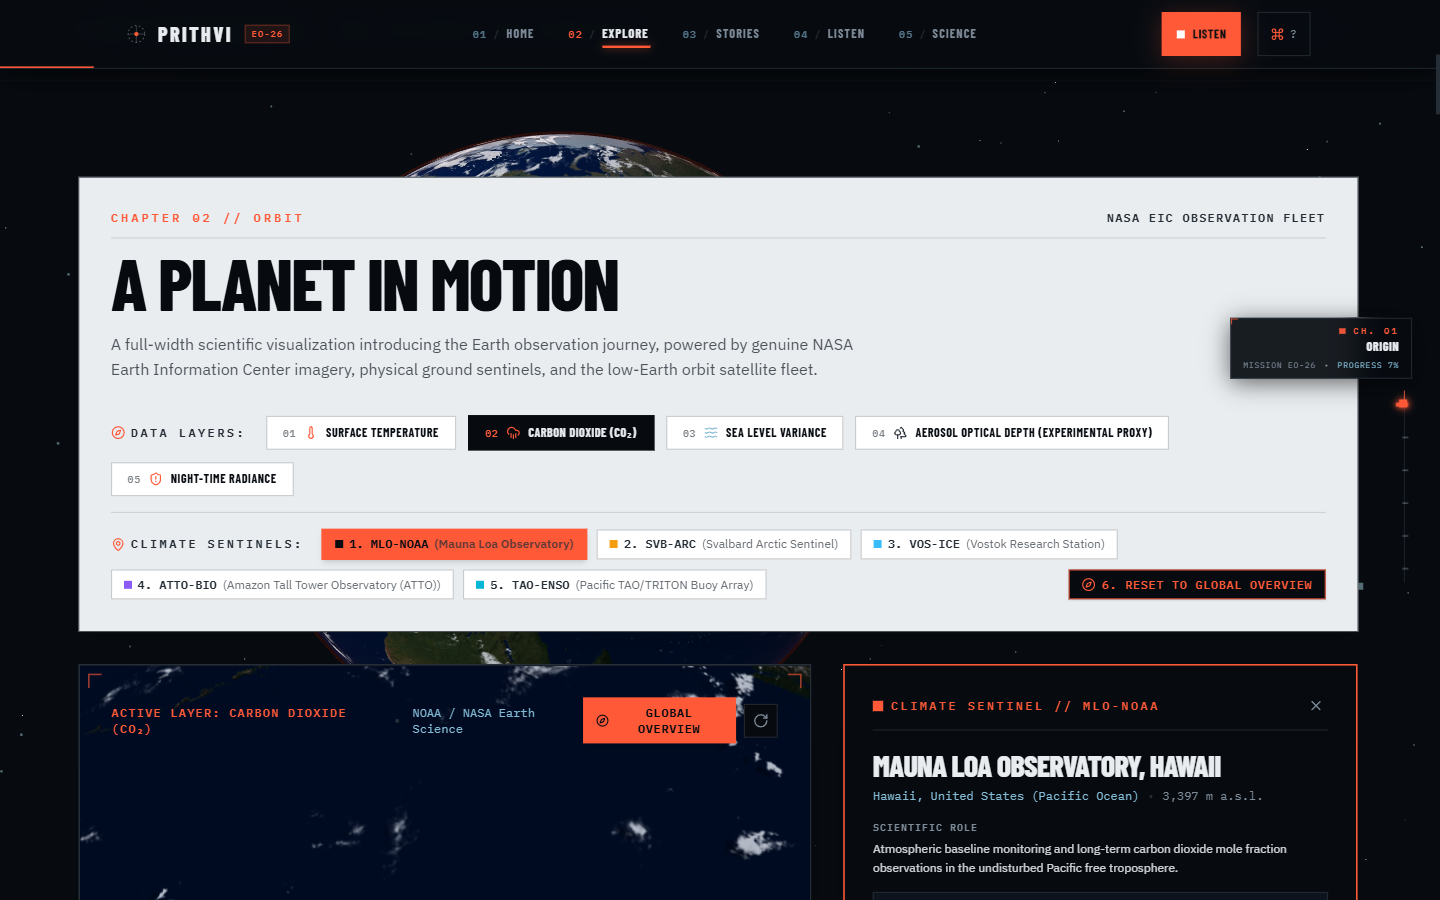 PRITHVI EO-26
01 / HOME 02 / EXPLORE 03 / STORIES 04 / LISTEN 05 / SCIENCE
LISTEN
⌘ ?
CHAPTER 02 // ORBIT
NASA EIC OBSERVATION FLEET
A PLANET IN MOTION
A full-width scientific visualization introducing the Earth observation journey, powered by genuine NASA
Earth Information Center imagery, physical ground sentinels, and the low-Earth orbit satellite fleet.
CH. 01
ORIGIN
MISSION EO-26 • PROGRESS 7%
DATA LAYERS: 01 SURFACE TEMPERATURE 02 CARBON DIOXIDE (CO₂) 03 SEA LEVEL VARIANCE 04 AEROSOL OPTICAL DEPTH (EXPERIMENTAL PROXY)
05 NIGHT-TIME RADIANCE
CLIMATE SENTINELS: 1. MLO-NOAA (Mauna Loa Observatory) 2. SVB-ARC (Svalbard Arctic Sentinel) 3. VOS-ICE (Vostok Research Station)
4. ATTO-BIO (Amazon Tall Tower Observatory (ATTO)) 5. TAO-ENSO (Pacific TAO/TRITON Buoy Array) 6. RESET TO GLOBAL OVERVIEW
ACTIVE LAYER: CARBON DIOXIDE
(CO₂)
NOAA / NASA Earth
Science
GLOBAL
OVERVIEW
CLIMATE SENTINEL // MLO-NOAA
MAUNA LOA OBSERVATORY, HAWAII
Hawaii, United States (Pacific Ocean) • 3,397 m a.s.l.
SCIENTIFIC ROLE
Atmospheric baseline monitoring and long-term carbon dioxide mole fraction
observations in the undisturbed Pacific free troposphere.